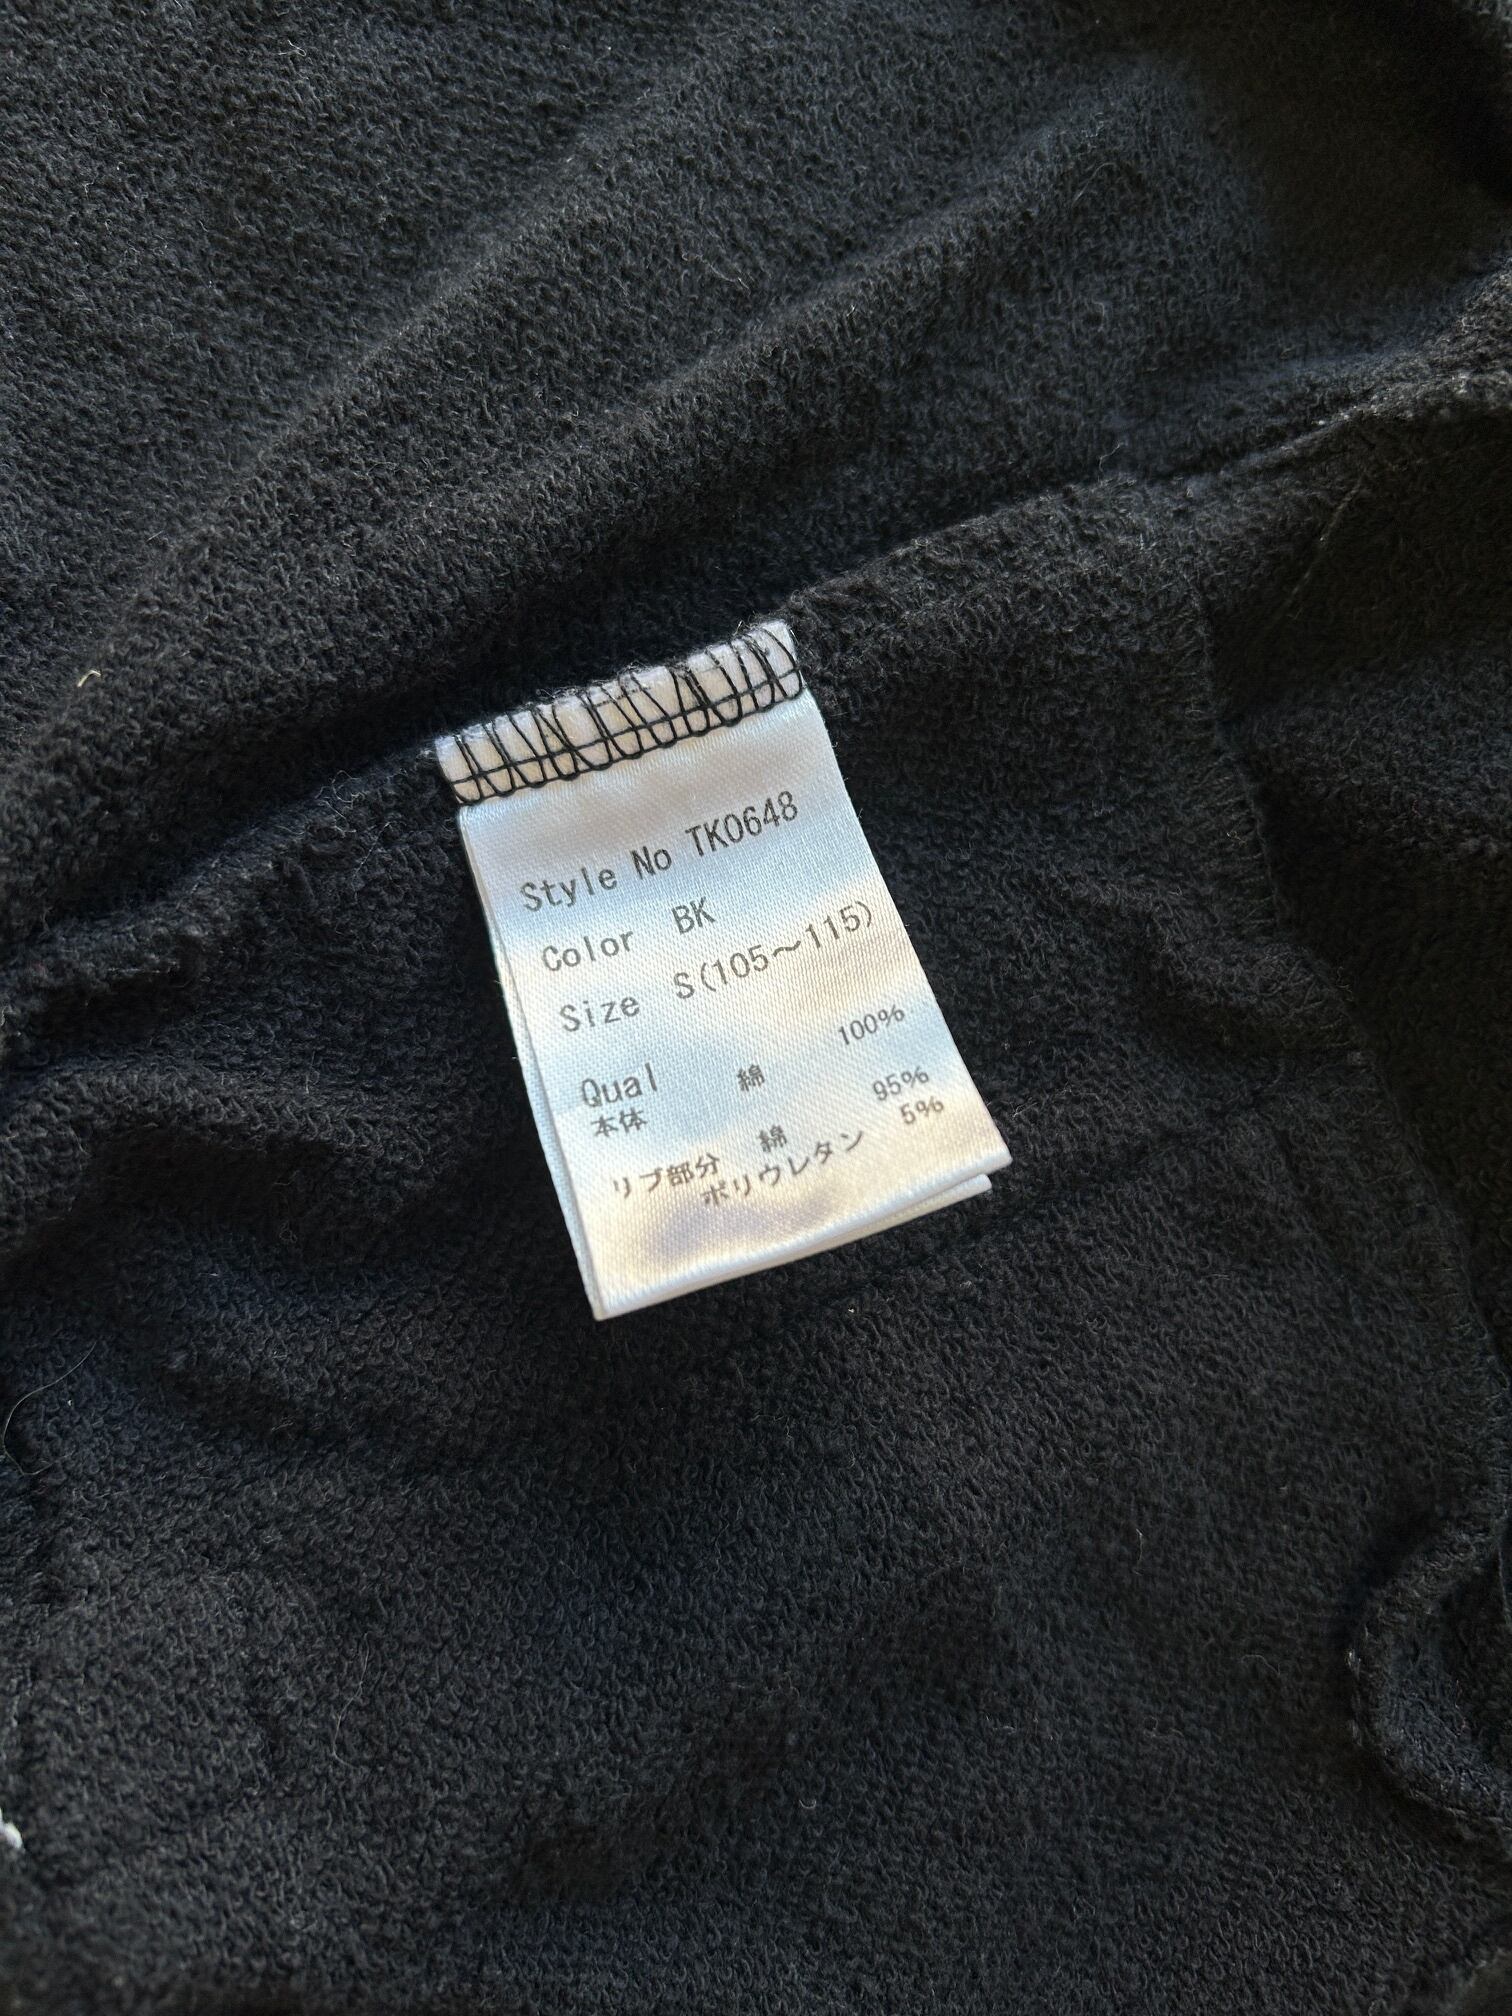 Style No TK0648
Color BK
Size S(105～115)
Qual
本体 綿 100%
リブ部分 綿 95%
ポリウレタン 5%